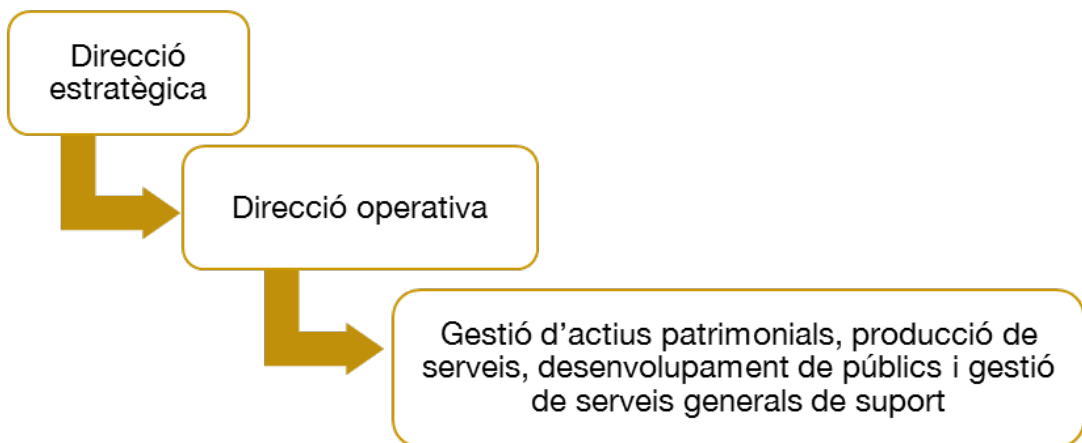 Direcció
estratègica
Direcció operativa
Gestió d’actius patrimonials, producció de
serveis, desenvolupament de públics i gestió
de serveis generals de suport